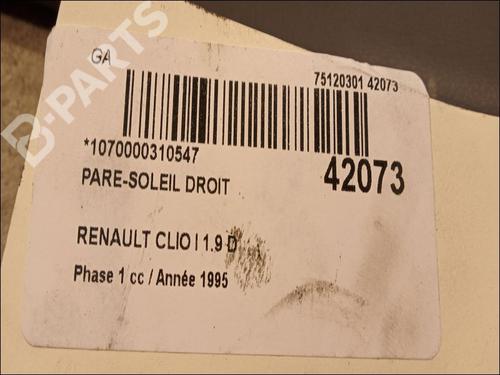 GA
75120301 42073
B-PARTS
*1070000310547
42073
PARE-SOLEIL DROIT
RENAULT CLIO I 1.9 D
Phase 1 cc / Année 1995